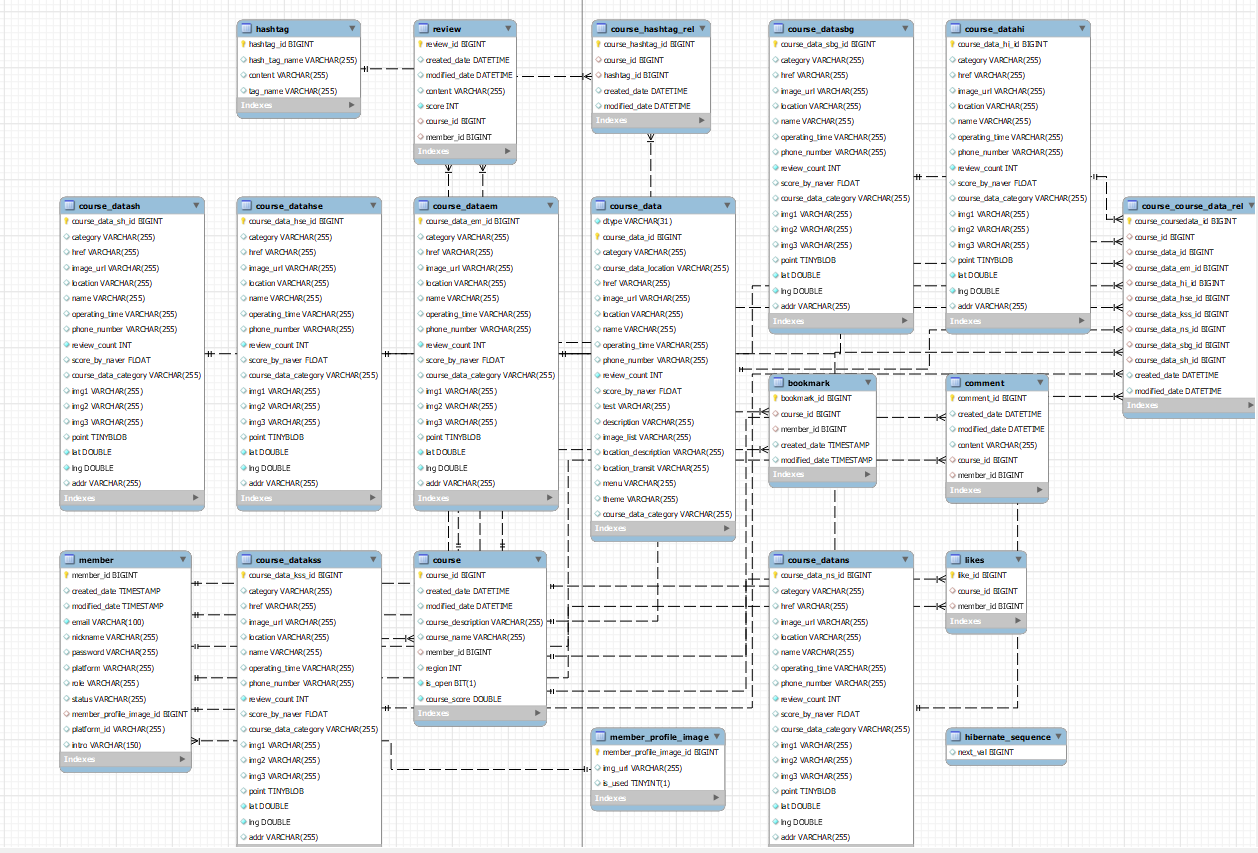 hashtag
hashtag_id BIGINT
hash_tag_name VARCHAR(255)
content VARCHAR(255)
tag_name VARCHAR(255)
Indexes
review
review_id BIGINT
created_date DATETIME
modified_date DATETIME
content VARCHAR(255)
score INT
course_id BIGINT
member_id BIGINT
Indexes
course_hashtag_rel
course_hashtag_id BIGINT
course_id BIGINT
hashtag_id BIGINT
created_date DATETIME
modified_date DATETIME
Indexes
course_datasbg
course_data_sbg_id BIGINT
category VARCHAR(255)
href VARCHAR(255)
image_url VARCHAR(255)
location VARCHAR(255)
name VARCHAR(255)
operating_time VARCHAR(255)
phone_number VARCHAR(255)
review_count INT
score_by_naver FLOAT
course_data_category VARCHAR(255)
img1 VARCHAR(255)
img2 VARCHAR(255)
img3 VARCHAR(255)
point TINYBLOB
lat DOUBLE
lng DOUBLE
addr VARCHAR(255)
Indexes
course_datahi
course_data_hi_id BIGINT
category VARCHAR(255)
href VARCHAR(255)
image_url VARCHAR(255)
location VARCHAR(255)
name VARCHAR(255)
operating_time VARCHAR(255)
phone_number VARCHAR(255)
review_count INT
score_by_naver FLOAT
course_data_category VARCHAR(255)
img1 VARCHAR(255)
img2 VARCHAR(255)
img3 VARCHAR(255)
point TINYBLOB
lat DOUBLE
lng DOUBLE
addr VARCHAR(255)
Indexes
course_datash
course_data_sh_id BIGINT
category VARCHAR(255)
href VARCHAR(255)
image_url VARCHAR(255)
location VARCHAR(255)
name VARCHAR(255)
operating_time VARCHAR(255)
phone_number VARCHAR(255)
review_count INT
score_by_naver FLOAT
course_data_category VARCHAR(255)
img1 VARCHAR(255)
img2 VARCHAR(255)
img3 VARCHAR(255)
point TINYBLOB
lat DOUBLE
lng DOUBLE
addr VARCHAR(255)
Indexes
course_datahse
course_data_hse_id BIGINT
category VARCHAR(255)
href VARCHAR(255)
image_url VARCHAR(255)
location VARCHAR(255)
name VARCHAR(255)
operating_time VARCHAR(255)
phone_number VARCHAR(255)
review_count INT
score_by_naver FLOAT
course_data_category VARCHAR(255)
img1 VARCHAR(255)
img2 VARCHAR(255)
img3 VARCHAR(255)
point TINYBLOB
lat DOUBLE
lng DOUBLE
addr VARCHAR(255)
Indexes
course_dataem
course_data_em_id BIGINT
category VARCHAR(255)
href VARCHAR(255)
image_url VARCHAR(255)
location VARCHAR(255)
name VARCHAR(255)
operating_time VARCHAR(255)
phone_number VARCHAR(255)
review_count INT
score_by_naver FLOAT
course_data_category VARCHAR(255)
img1 VARCHAR(255)
img2 VARCHAR(255)
img3 VARCHAR(255)
point TINYBLOB
lat DOUBLE
lng DOUBLE
addr VARCHAR(255)
Indexes
course_data
dtype VARCHAR(31)
course_data_id BIGINT
category VARCHAR(255)
course_data_location VARCHAR(255)
href VARCHAR(255)
image_url VARCHAR(255)
location VARCHAR(255)
name VARCHAR(255)
operating_time VARCHAR(255)
phone_number VARCHAR(255)
review_count INT
score_by_naver FLOAT
test VARCHAR(255)
description VARCHAR(255)
image_list VARCHAR(255)
location_description VARCHAR(255)
location_transit VARCHAR(255)
menu VARCHAR(255)
theme VARCHAR(255)
course_data_category VARCHAR(255)
Indexes
course_course_data_rel
course_coursedata_id BIGINT
course_id BIGINT
course_data_id BIGINT
course_data_em_id BIGINT
course_data_hi_id BIGINT
course_data_hse_id BIGINT
course_data_kss_id BIGINT
course_data_ns_id BIGINT
course_data_sbg_id BIGINT
course_data_sh_id BIGINT
created_date DATETIME
modified_date DATETIME
Indexes
bookmark
bookmark_id BIGINT
course_id BIGINT
member_id BIGINT
created_date TIMESTAMP
modified_date TIMESTAMP
Indexes
comment
comment_id BIGINT
created_date DATETIME
modified_date DATETIME
content VARCHAR(255)
course_id BIGINT
member_id BIGINT
Indexes
member
member_id BIGINT
created_date TIMESTAMP
modified_date TIMESTAMP
email VARCHAR(100)
nickname VARCHAR(255)
password VARCHAR(255)
platform VARCHAR(255)
role VARCHAR(255)
status VARCHAR(255)
member_profile_image_id BIGINT
platform_id VARCHAR(255)
intro VARCHAR(150)
Indexes
course_datakss
course_data_kss_id BIGINT
category VARCHAR(255)
href VARCHAR(255)
image_url VARCHAR(255)
location VARCHAR(255)
name VARCHAR(255)
operating_time VARCHAR(255)
phone_number VARCHAR(255)
review_count INT
score_by_naver FLOAT
course_data_category VARCHAR(255)
img1 VARCHAR(255)
img2 VARCHAR(255)
img3 VARCHAR(255)
point TINYBLOB
lat DOUBLE
lng DOUBLE
addr VARCHAR(255)
course
course_id BIGINT
created_date DATETIME
modified_date DATETIME
course_description VARCHAR(255)
course_name VARCHAR(255)
member_id BIGINT
region INT
is_open BIT(1)
course_score DOUBLE
Indexes
member_profile_image
member_profile_image_id BIGINT
img_url VARCHAR(255)
is_used TINYINT(1)
Indexes
course_datans
course_data_ns_id BIGINT
category VARCHAR(255)
href VARCHAR(255)
image_url VARCHAR(255)
location VARCHAR(255)
name VARCHAR(255)
operating_time VARCHAR(255)
phone_number VARCHAR(255)
review_count INT
score_by_naver FLOAT
course_data_category VARCHAR(255)
img1 VARCHAR(255)
img2 VARCHAR(255)
img3 VARCHAR(255)
point TINYBLOB
lat DOUBLE
lng DOUBLE
addr VARCHAR(255)
likes
like_id BIGINT
course_id BIGINT
member_id BIGINT
Indexes
hibernate_sequence
next_val BIGINT